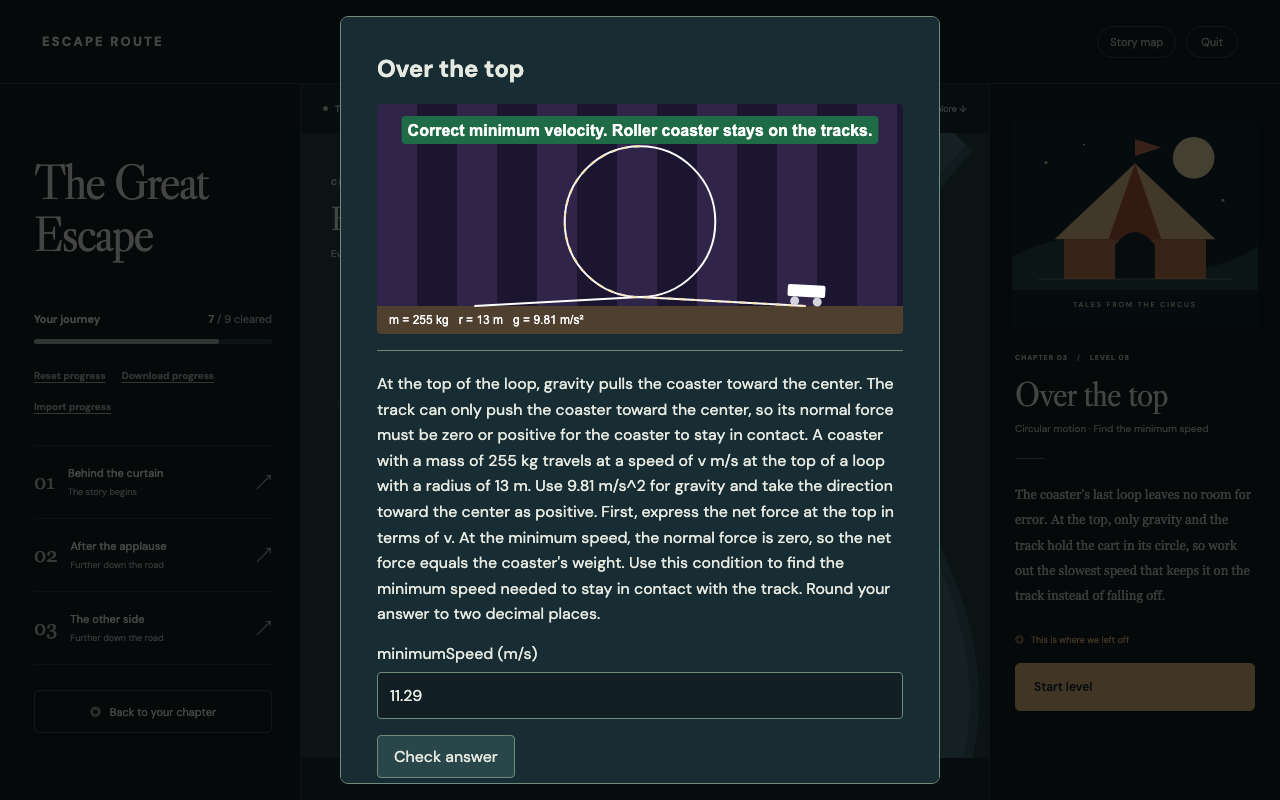 ESCAPE ROUTE
Story map
Quit
The Great
Escape
Your journey
7 / 9 cleared
Reset progress
Download progress
Import progress
01
Behind the curtain
The story begins
02
After the applause
Further down the road
03
The other side
Further down the road
Back to your chapter
Over the top
Correct minimum velocity. Roller coaster stays on the tracks.
m = 255 kg r = 13 m g = 9.81 m/s²
At the top of the loop, gravity pulls the coaster toward the center. The
track can only push the coaster toward the center, so its normal force
must be zero or positive for the coaster to stay in contact. A coaster
with a mass of 255 kg travels at a speed of v m/s at the top of a loop
with a radius of 13 m. Use 9.81 m/s^2 for gravity and take the direction
toward the center as positive. First, express the net force at the top in
terms of v. At the minimum speed, the normal force is zero, so the net
force equals the coaster's weight. Use this condition to find the
minimum speed needed to stay in contact with the track. Round your
answer to two decimal places.
minimumSpeed (m/s)
11.29
Check answer
TALES FROM THE CIRCUS
CHAPTER 03 / LEVEL 08
Over the top
Circular motion · Find the minimum speed
The coaster's last loop leaves no room for
error. At the top, only gravity and the
track hold the cart in its circle, so work
out the slowest speed that keeps it on the
track instead of falling off.
This is where we left off
Start level